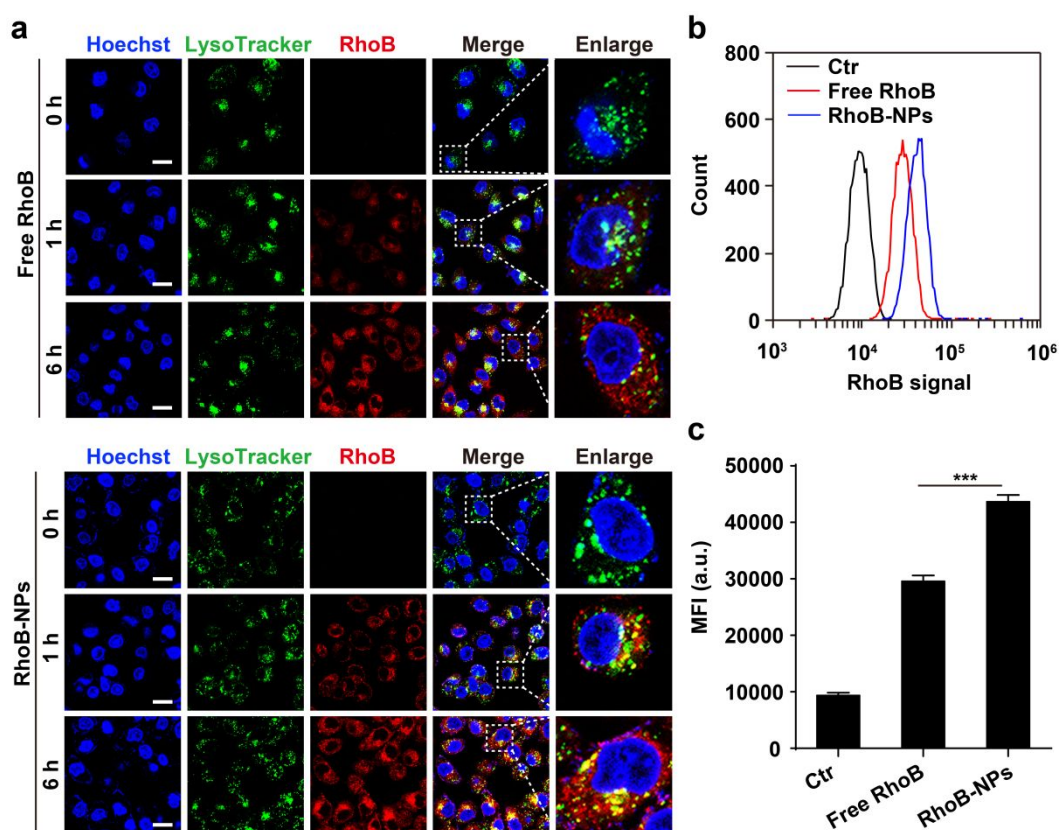 a
Hoechst LysoTracker RhoB Merge Enlarge
Free RhoB
0 h
1 h
6 h
Hoechst LysoTracker RhoB Merge Enlarge
RhoB-NPs
0 h
1 h
6 h
b
800
600
400
200
0
Count
Ctr
Free RhoB
RhoB-NPs
10³ 10⁴ 10⁵ 10⁶
RhoB signal
c
50000
40000
30000
20000
10000
0
MFI (a.u.)
***
Ctr
Free RhoB
RhoB-NPs